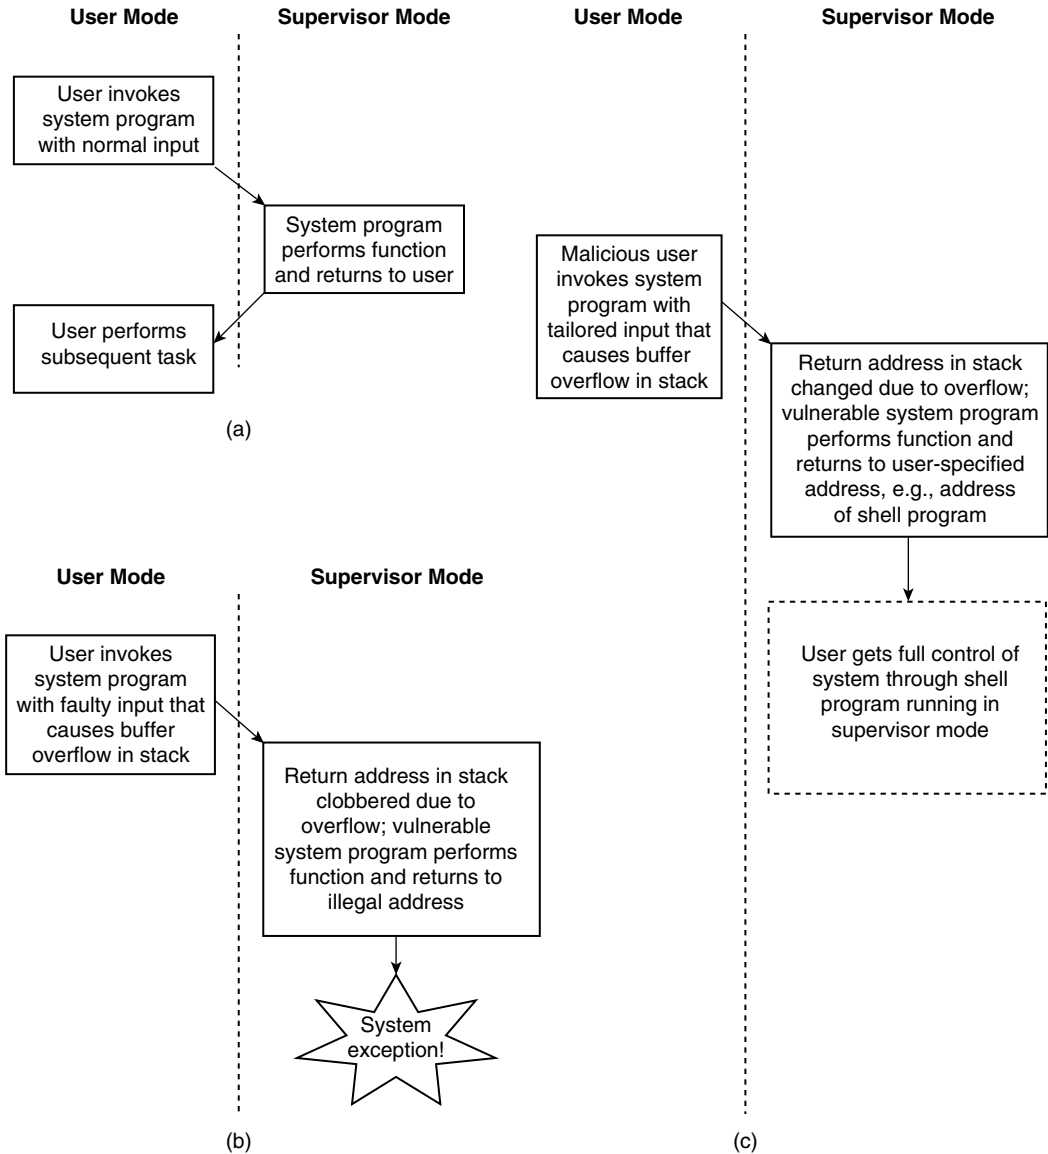 User Mode
Supervisor Mode
User invokes
system program
with normal input
System program
performs function
and returns to user
User performs
subsequent task
(a)
User Mode
Supervisor Mode
User invokes
system program
with faulty input that
causes buffer
overflow in stack
Return address in stack
clobbered due to
overflow; vulnerable
system program performs
function and returns to
illegal address
System
exception!
(b)
User Mode
Supervisor Mode
Malicious user
invokes system
program with
tailored input that
causes buffer
overflow in stack
Return address in stack
changed due to overflow;
vulnerable system program
performs function and
returns to user-specified
address, e.g., address
of shell program
User gets full control of
system through shell
program running in
supervisor mode
(c)